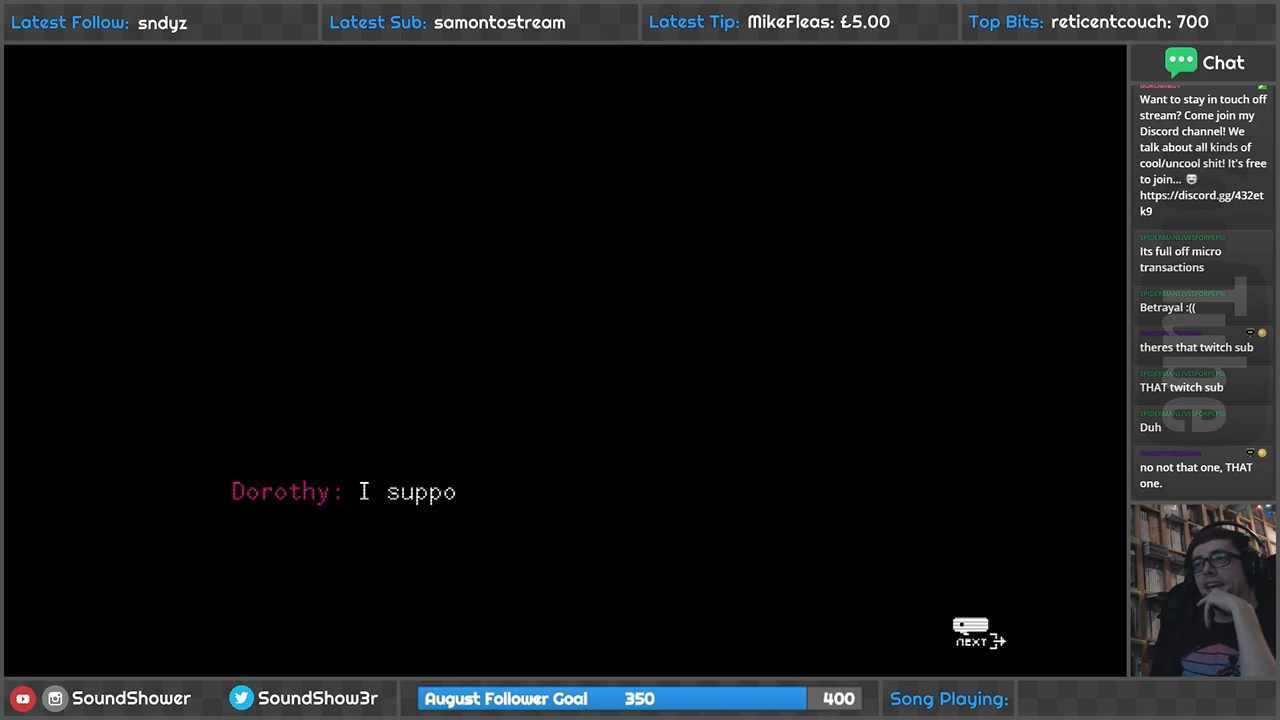 Latest Follow: sndyz
Latest Sub: samontostream
Latest Tip: MikeFleas: £5.00
Top Bits: reticentcouch: 700
Chat
Want to stay in touch off
stream? Come join my
Discord channel! We
talk about all kinds of
cool/uncool shit! It's free
to join...
https://discord.gg/432et
k9
SPIDERMANLIVESFORPEPSI
Its full off micro
transactions
SPIDERMANLIVESFORPEPSI
Betrayal :((
theres that twitch sub
SPIDERMANLIVESFORPEPSI
THAT twitch sub
SPIDERMANLIVESFORPEPSI
Duh
no not that one, THAT
one.
Dorothy: I suppo
NEXT
SoundShower
SoundShow3r
August Follower Goal 350 400
Song Playing: